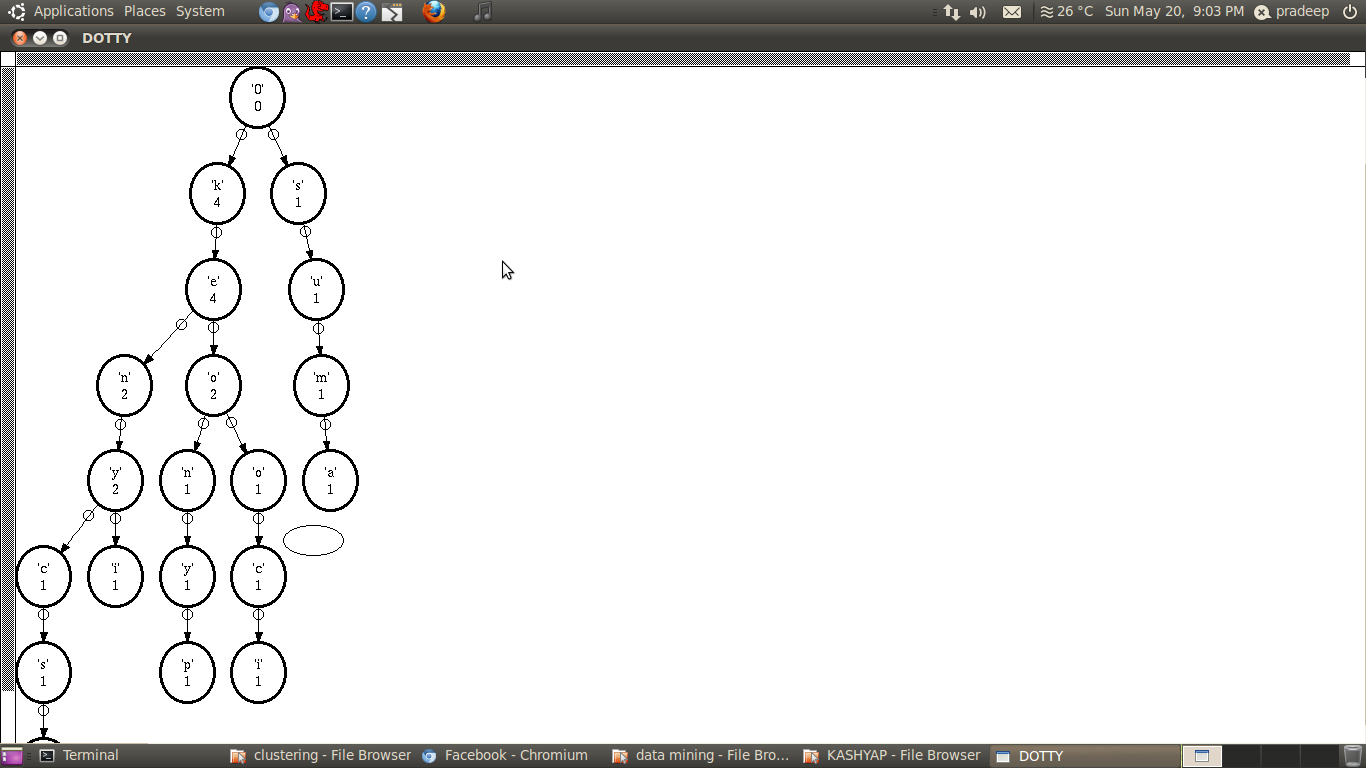 Applications Places System
26 °C Sun May 20, 9:03 PM pradeep
DOTTY
'0'
0
'k'
4
's'
1
'e'
4
'u'
1
'n'
2
'o'
2
'm'
1
'y'
2
'n'
1
'o'
1
'a'
1
'c'
1
'i'
1
'y'
1
'c'
1
's'
1
'p'
1
'i'
1
Terminal
clustering - File Browser
Facebook - Chromium
data mining - File Bro...
KASHYAP - File Browser
DOTTY